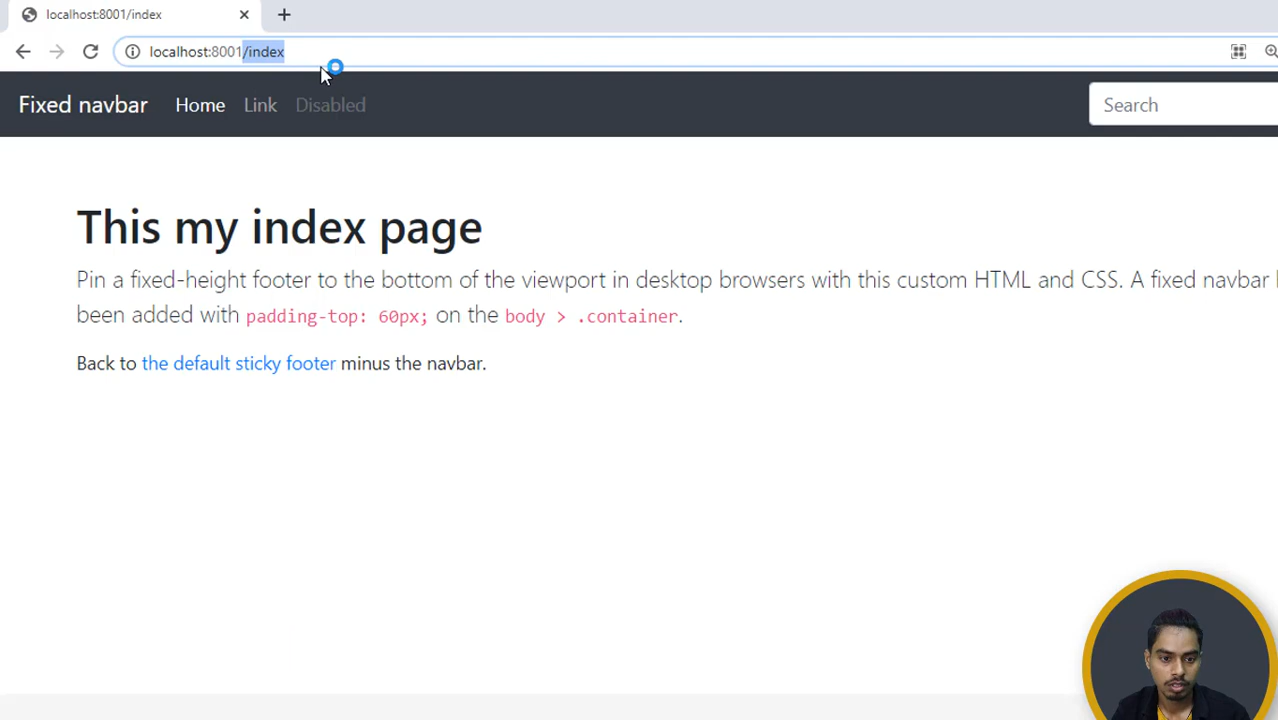 localhost:8001/index
localhost:8001/index
Fixed navbar Home Link Disabled Search
This my index page
Pin a fixed-height footer to the bottom of the viewport in desktop browsers with this custom HTML and CSS. A fixed navbar
been added with padding-top: 60px; on the body > .container.
Back to the default sticky footer minus the navbar.